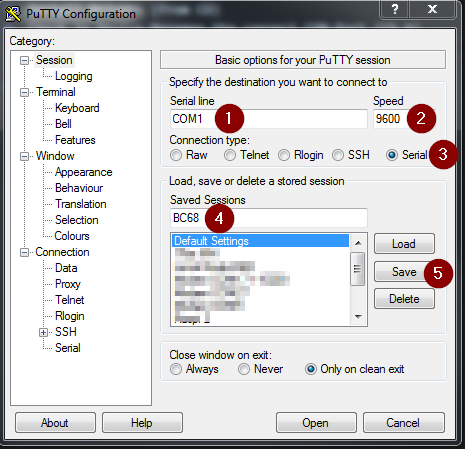 PuTTY Configuration
Category:
Session
Logging
Terminal
Keyboard
Bell
Features
Window
Appearance
Behaviour
Translation
Selection
Colours
Connection
Data
Proxy
Telnet
Rlogin
SSH
Serial
Basic options for your PuTTY session
Specify the destination you want to connect to
Serial line Speed
COM1 1 9600 2
Connection type:
Raw Telnet Rlogin SSH Serial 3
Load, save or delete a stored session
Saved Sessions
BC68 4
Default Settings
Load
Save 5
Delete
Close window on exit:
Always Never Only on clean exit
About Help Open Cancel